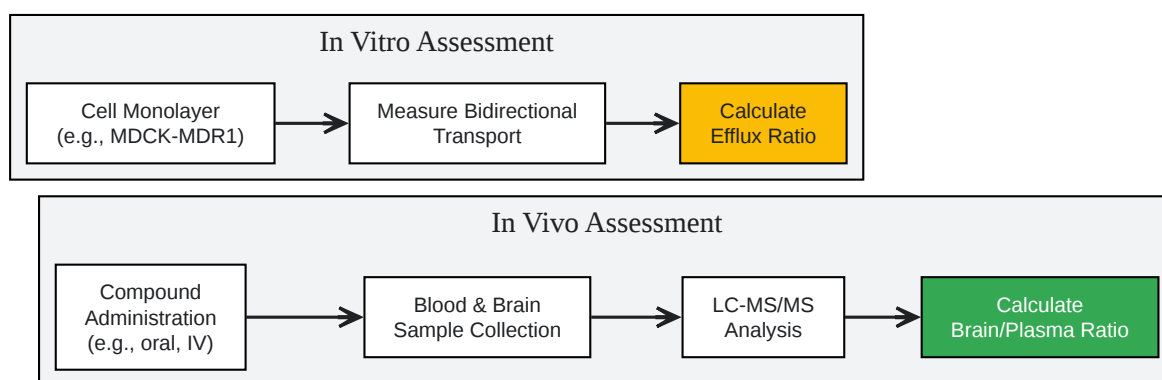 In Vitro Assessment
Cell Monolayer
(e.g., MDCK-MDR1)
Measure Bidirectional
Transport
Calculate
Efflux Ratio
In Vivo Assessment
Compound
Administration
(e.g., oral, IV)
Blood & Brain
Sample Collection
LC-MS/MS
Analysis
Calculate
Brain/Plasma Ratio